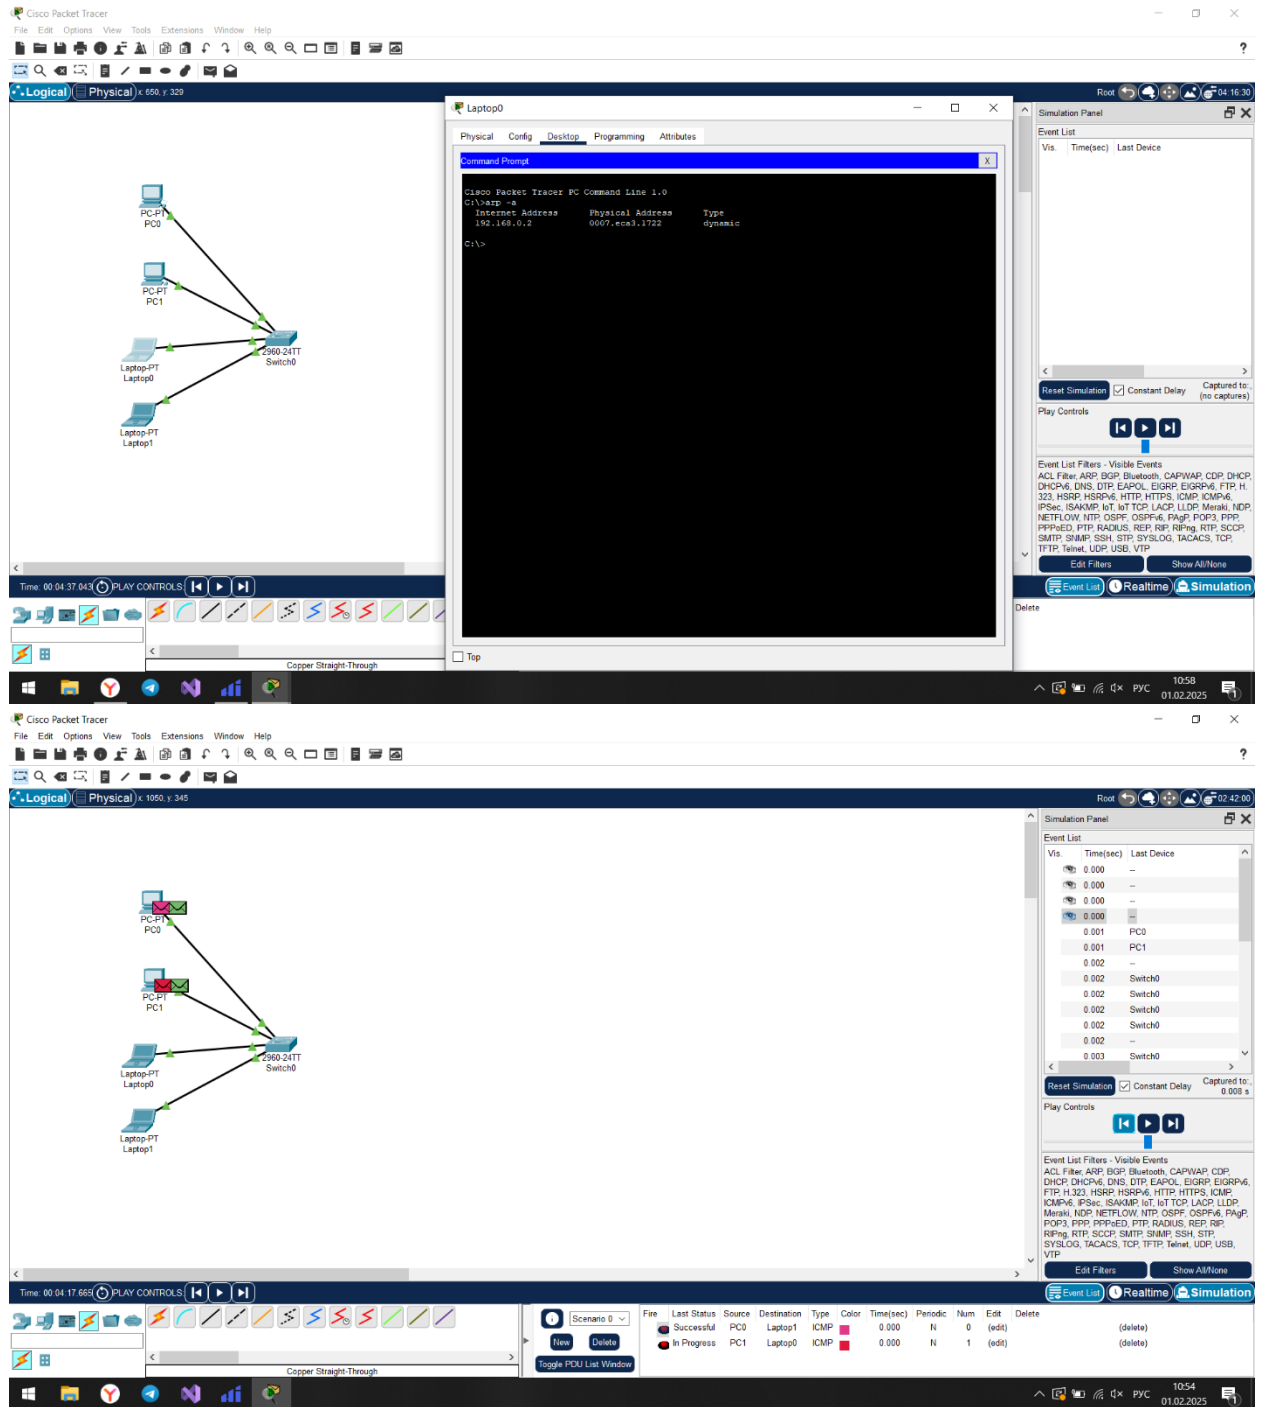 Cisco Packet Tracer
File Edit Options View Tools Extensions Window Help
?
Logical Physical x: 650, y: 329
Root 04:16:30
Laptop0
Physical Config Desktop Programming Attributes
Command Prompt
X
Cisco Packet Tracer PC Command Line 1.0
C:\>arp -a
Internet Address Physical Address Type
192.168.0.2 0007.eca3.1722 dynamic
C:\>
Top
PC-PT
PC0
PC-PT
PC1
2960-24TT
Switch0
Laptop-PT
Laptop0
Laptop-PT
Laptop1
Simulation Panel
Event List
Vis. Time(sec) Last Device
Reset Simulation Constant Delay Captured to:
(no captures)
Play Controls
Event List Filters - Visible Events
ACL Filter, ARP, BGP, Bluetooth, CAPWAP, CDP, DHCP,
DHCPv6, DNS, DTP, EAPOL, EIGRP, EIGRPv6, FTP, H.
323, HSRP, HSRPv6, HTTP, HTTPS, ICMP, ICMPv6,
IPSec, ISAKMP, IoT, IoT TCP, LACP, LLDP, Meraki, NDP,
NETFLOW, NTP, OSPF, OSPFv6, PAgP, POP3, PPP,
PPPoED, PTP, RADIUS, REP, RIP, RIPng, RTP, SCCP,
SMTP, SNMP, SSH, STP, SYSLOG, TACACS, TCP,
TFTP, Telnet, UDP, USB, VTP
Edit Filters Show All/None
Time: 00:04:37.043 PLAY CONTROLS:
Event List Realtime Simulation
Delete
Copper Straight-Through
РУС 10:58
01.02.2025
Cisco Packet Tracer
File Edit Options View Tools Extensions Window Help
?
Logical Physical x: 1050, y: 345
Root 02:42:00
PC-PT
PC0
PC-PT
PC1
2960-24TT
Switch0
Laptop-PT
Laptop0
Laptop-PT
Laptop1
Simulation Panel
Event List
Vis. Time(sec) Last Device
0.000 --
0.000 --
0.000 --
0.000 --
0.001 PC0
0.001 PC1
0.002 --
0.002 Switch0
0.002 Switch0
0.002 Switch0
0.002 Switch0
0.002 --
0.003 Switch0
Reset Simulation Constant Delay Captured to:
0.008 s
Play Controls
Event List Filters - Visible Events
ACL Filter, ARP, BGP, Bluetooth, CAPWAP, CDP,
DHCP, DHCPv6, DNS, DTP, EAPOL, EIGRP, EIGRPv6,
FTP, H.323, HSRP, HSRPv6, HTTP, HTTPS, ICMP,
ICMPv6, IPSec, ISAKMP, IoT, IoT TCP, LACP, LLDP,
Meraki, NDP, NETFLOW, NTP, OSPF, OSPFv6, PAgP,
POP3, PPP, PPPoED, PTP, RADIUS, REP, RIP,
RIPng, RTP, SCCP, SMTP, SNMP, SSH, STP,
SYSLOG, TACACS, TCP, TFTP, Telnet, UDP, USB,
VTP
Edit Filters Show All/None
Time: 00:04:17.665 PLAY CONTROLS:
Event List Realtime Simulation
Scenario 0
New Delete
Toggle PDU List Window
Fire Last Status Source Destination Type Color Time(sec) Periodic Num Edit Delete
Successful PC0 Laptop1 ICMP 0.000 N 0 (edit) (delete)
In Progress PC1 Laptop0 ICMP 0.000 N 1 (edit) (delete)
Copper Straight-Through
РУС 10:54
01.02.2025